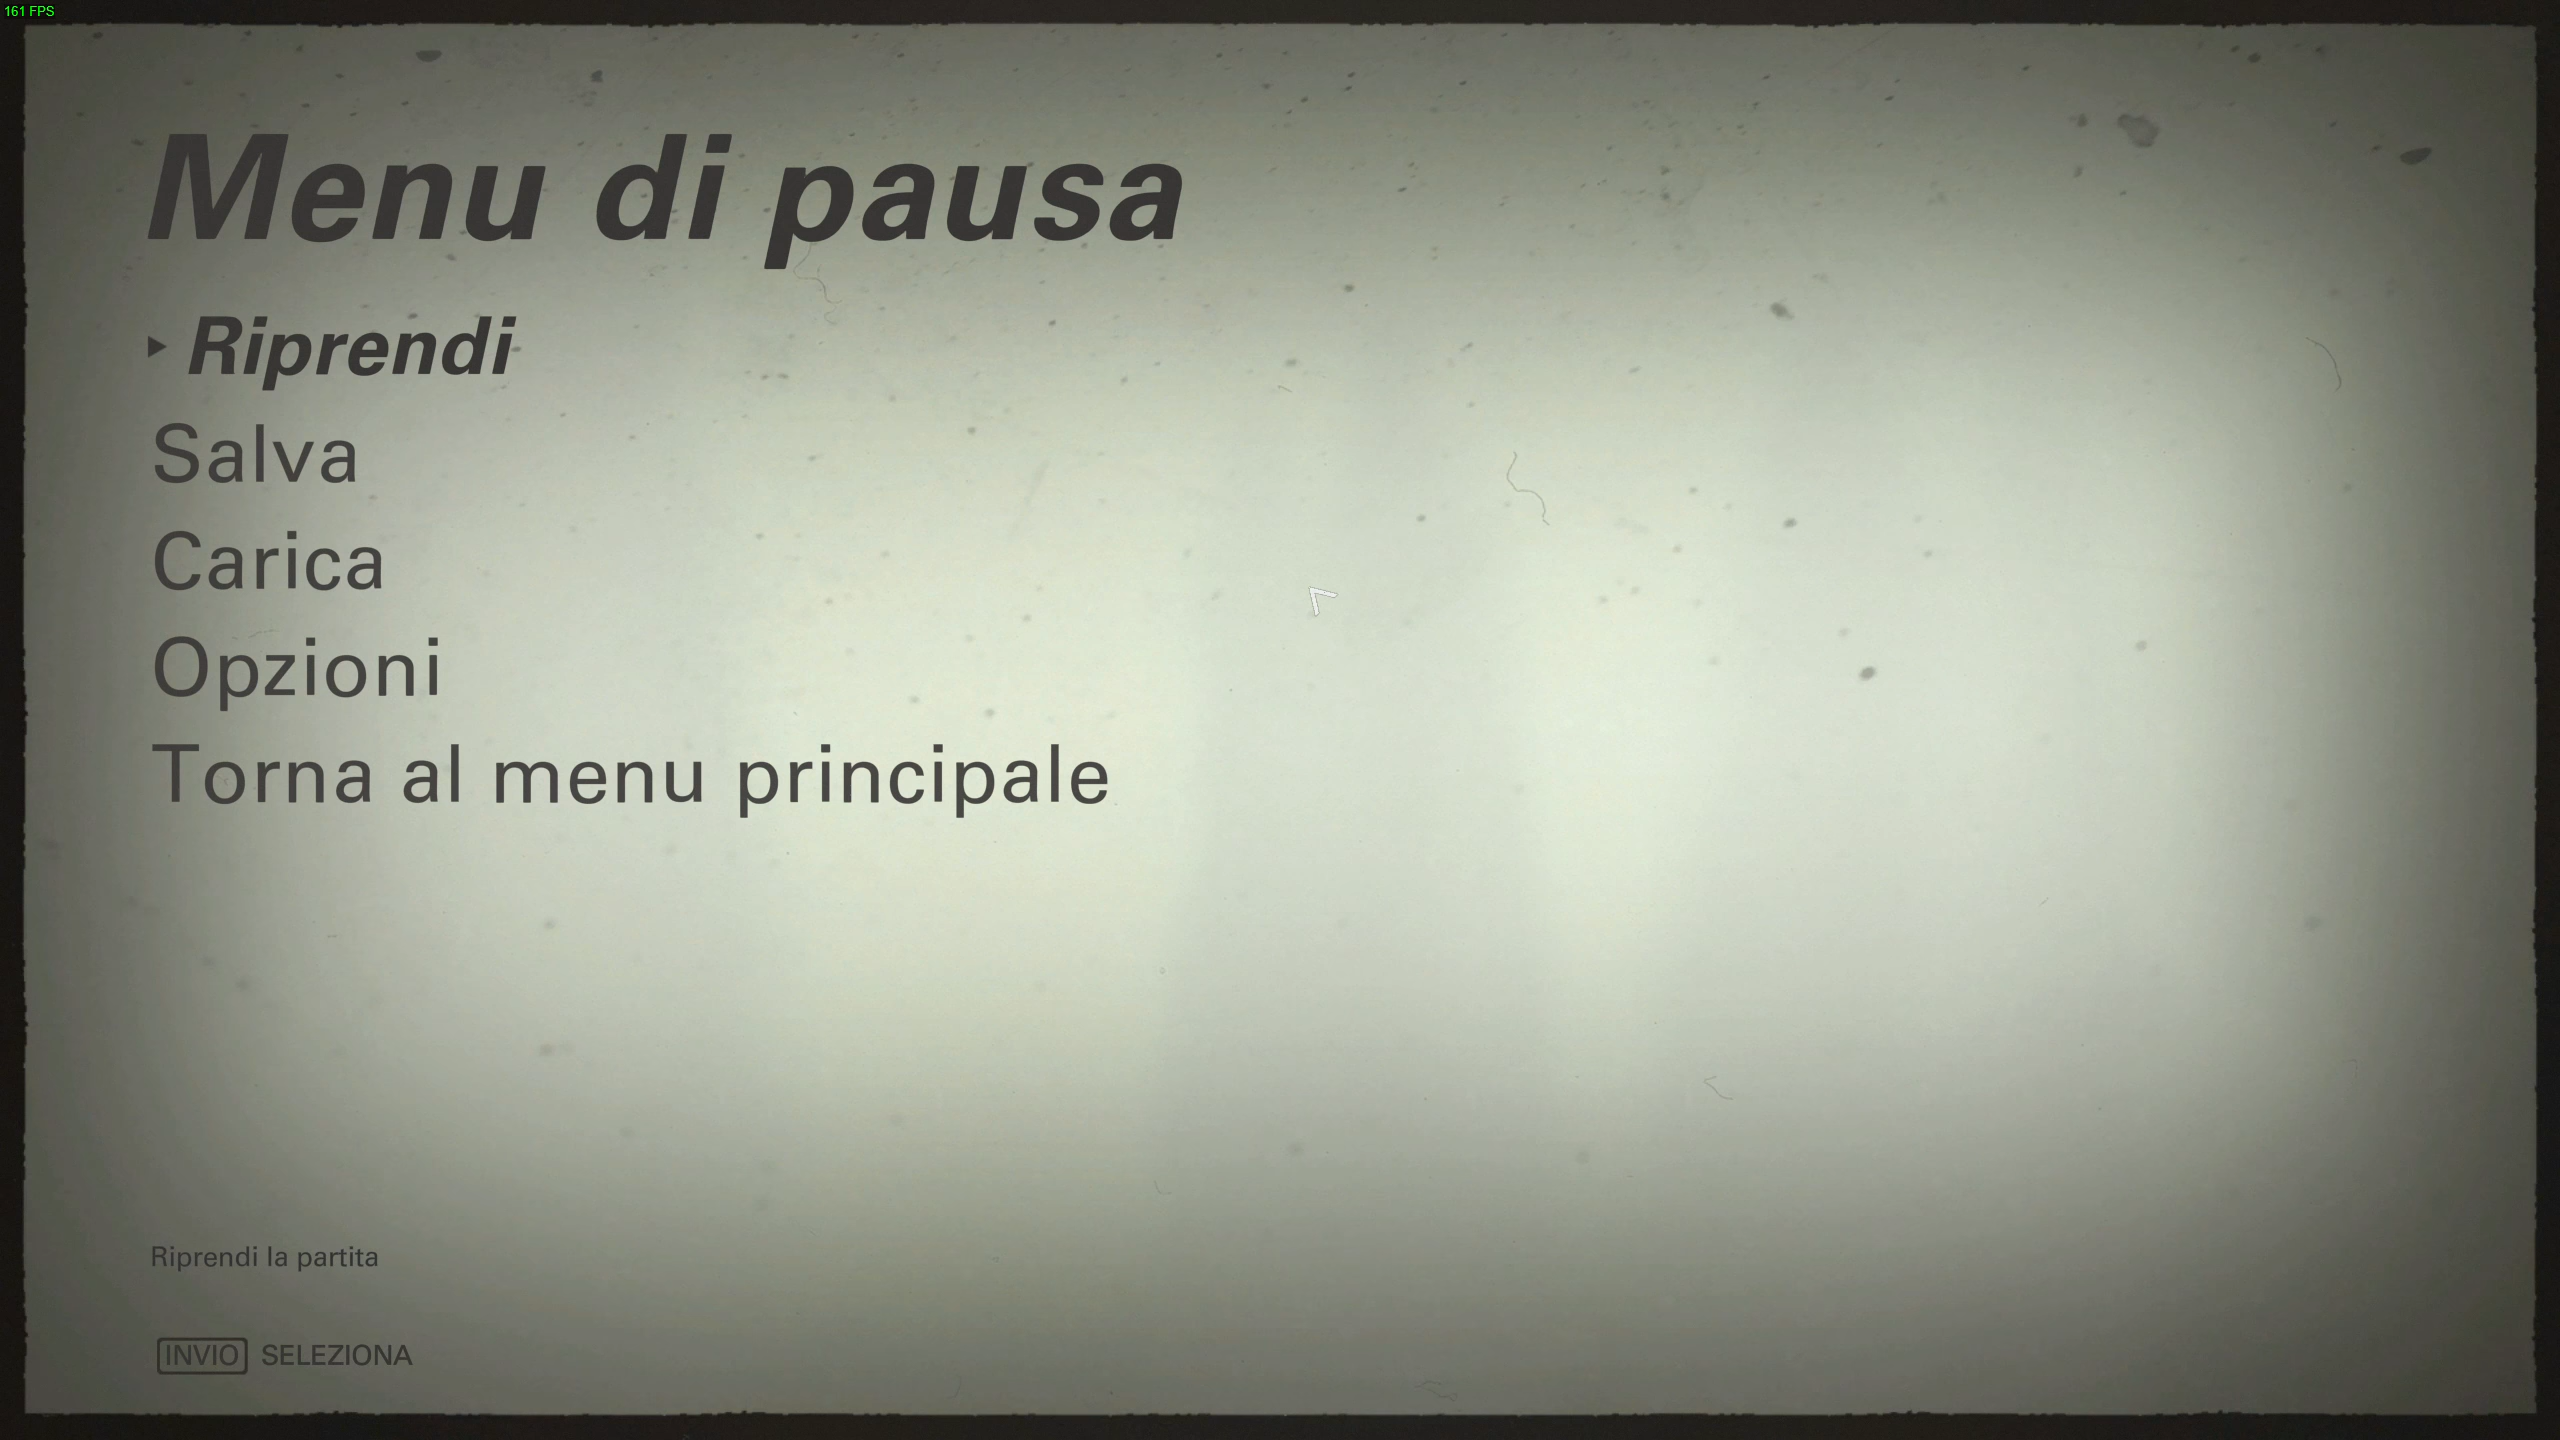 161 FPS
Menu di pausa
Riprendi
Salva
Carica
Opzioni
Torna al menu principale
Riprendi la partita
INVIO SELEZIONA